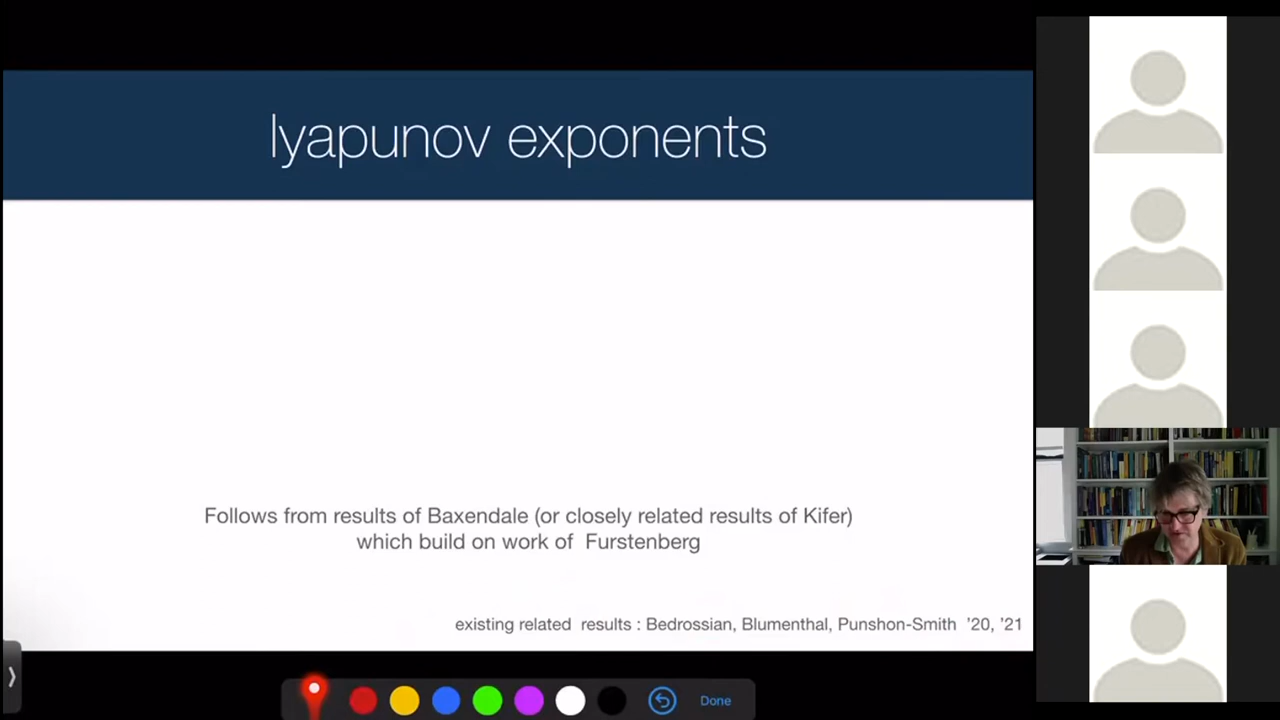 lyapunov exponents
Follows from results of Baxendale (or closely related results of Kifer)
which build on work of Furstenberg
existing related results : Bedrossian, Blumenthal, Punshon-Smith '20, '21
Done